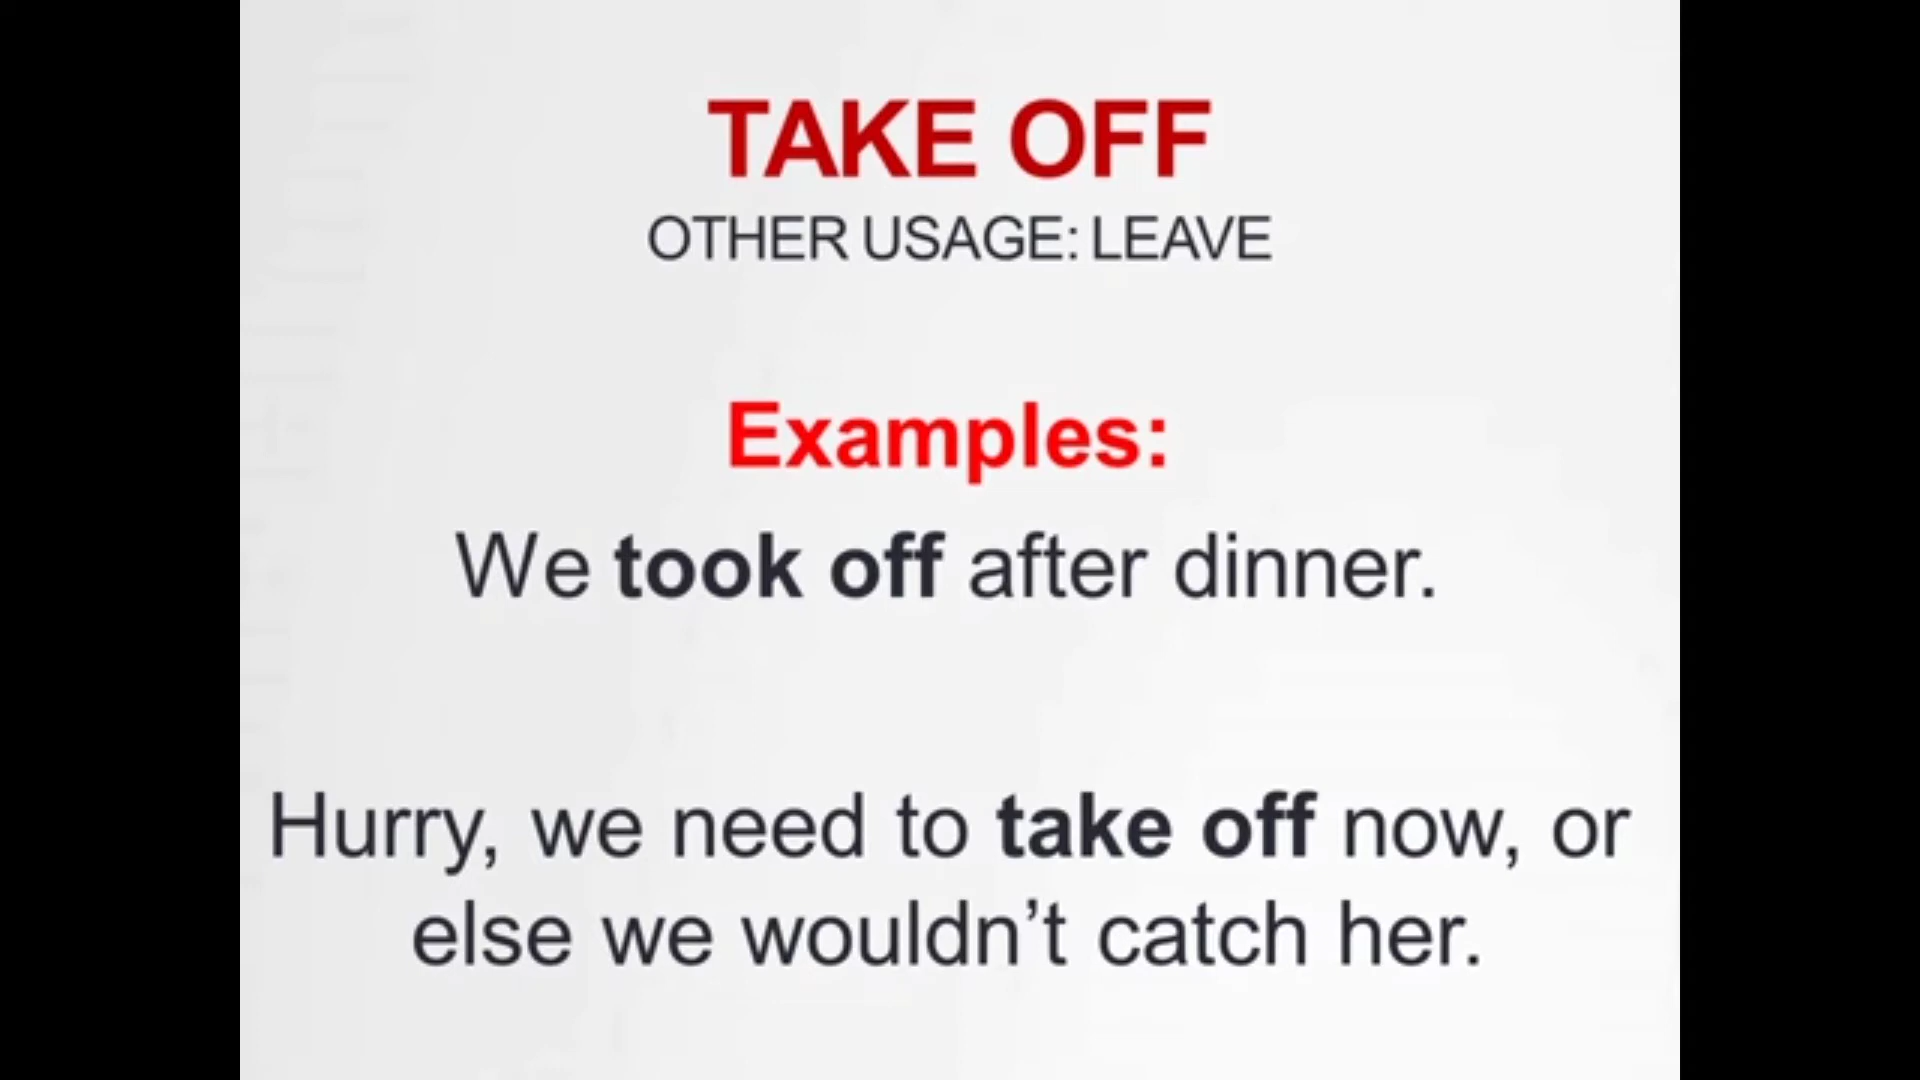 TAKE OFF
OTHER USAGE: LEAVE
Examples:
We took off after dinner.
Hurry, we need to take off now, or
else we wouldn’t catch her.